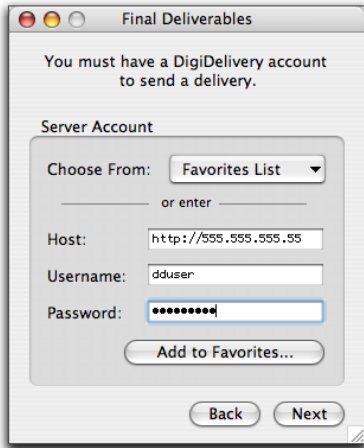 Final Deliverables
You must have a DigiDelivery account
to send a delivery.
Server Account
Choose From: Favorites List
or enter
Host: http://555.555.555.55
Username: dduser
Password: •••••••••
Add to Favorites...
Back Next